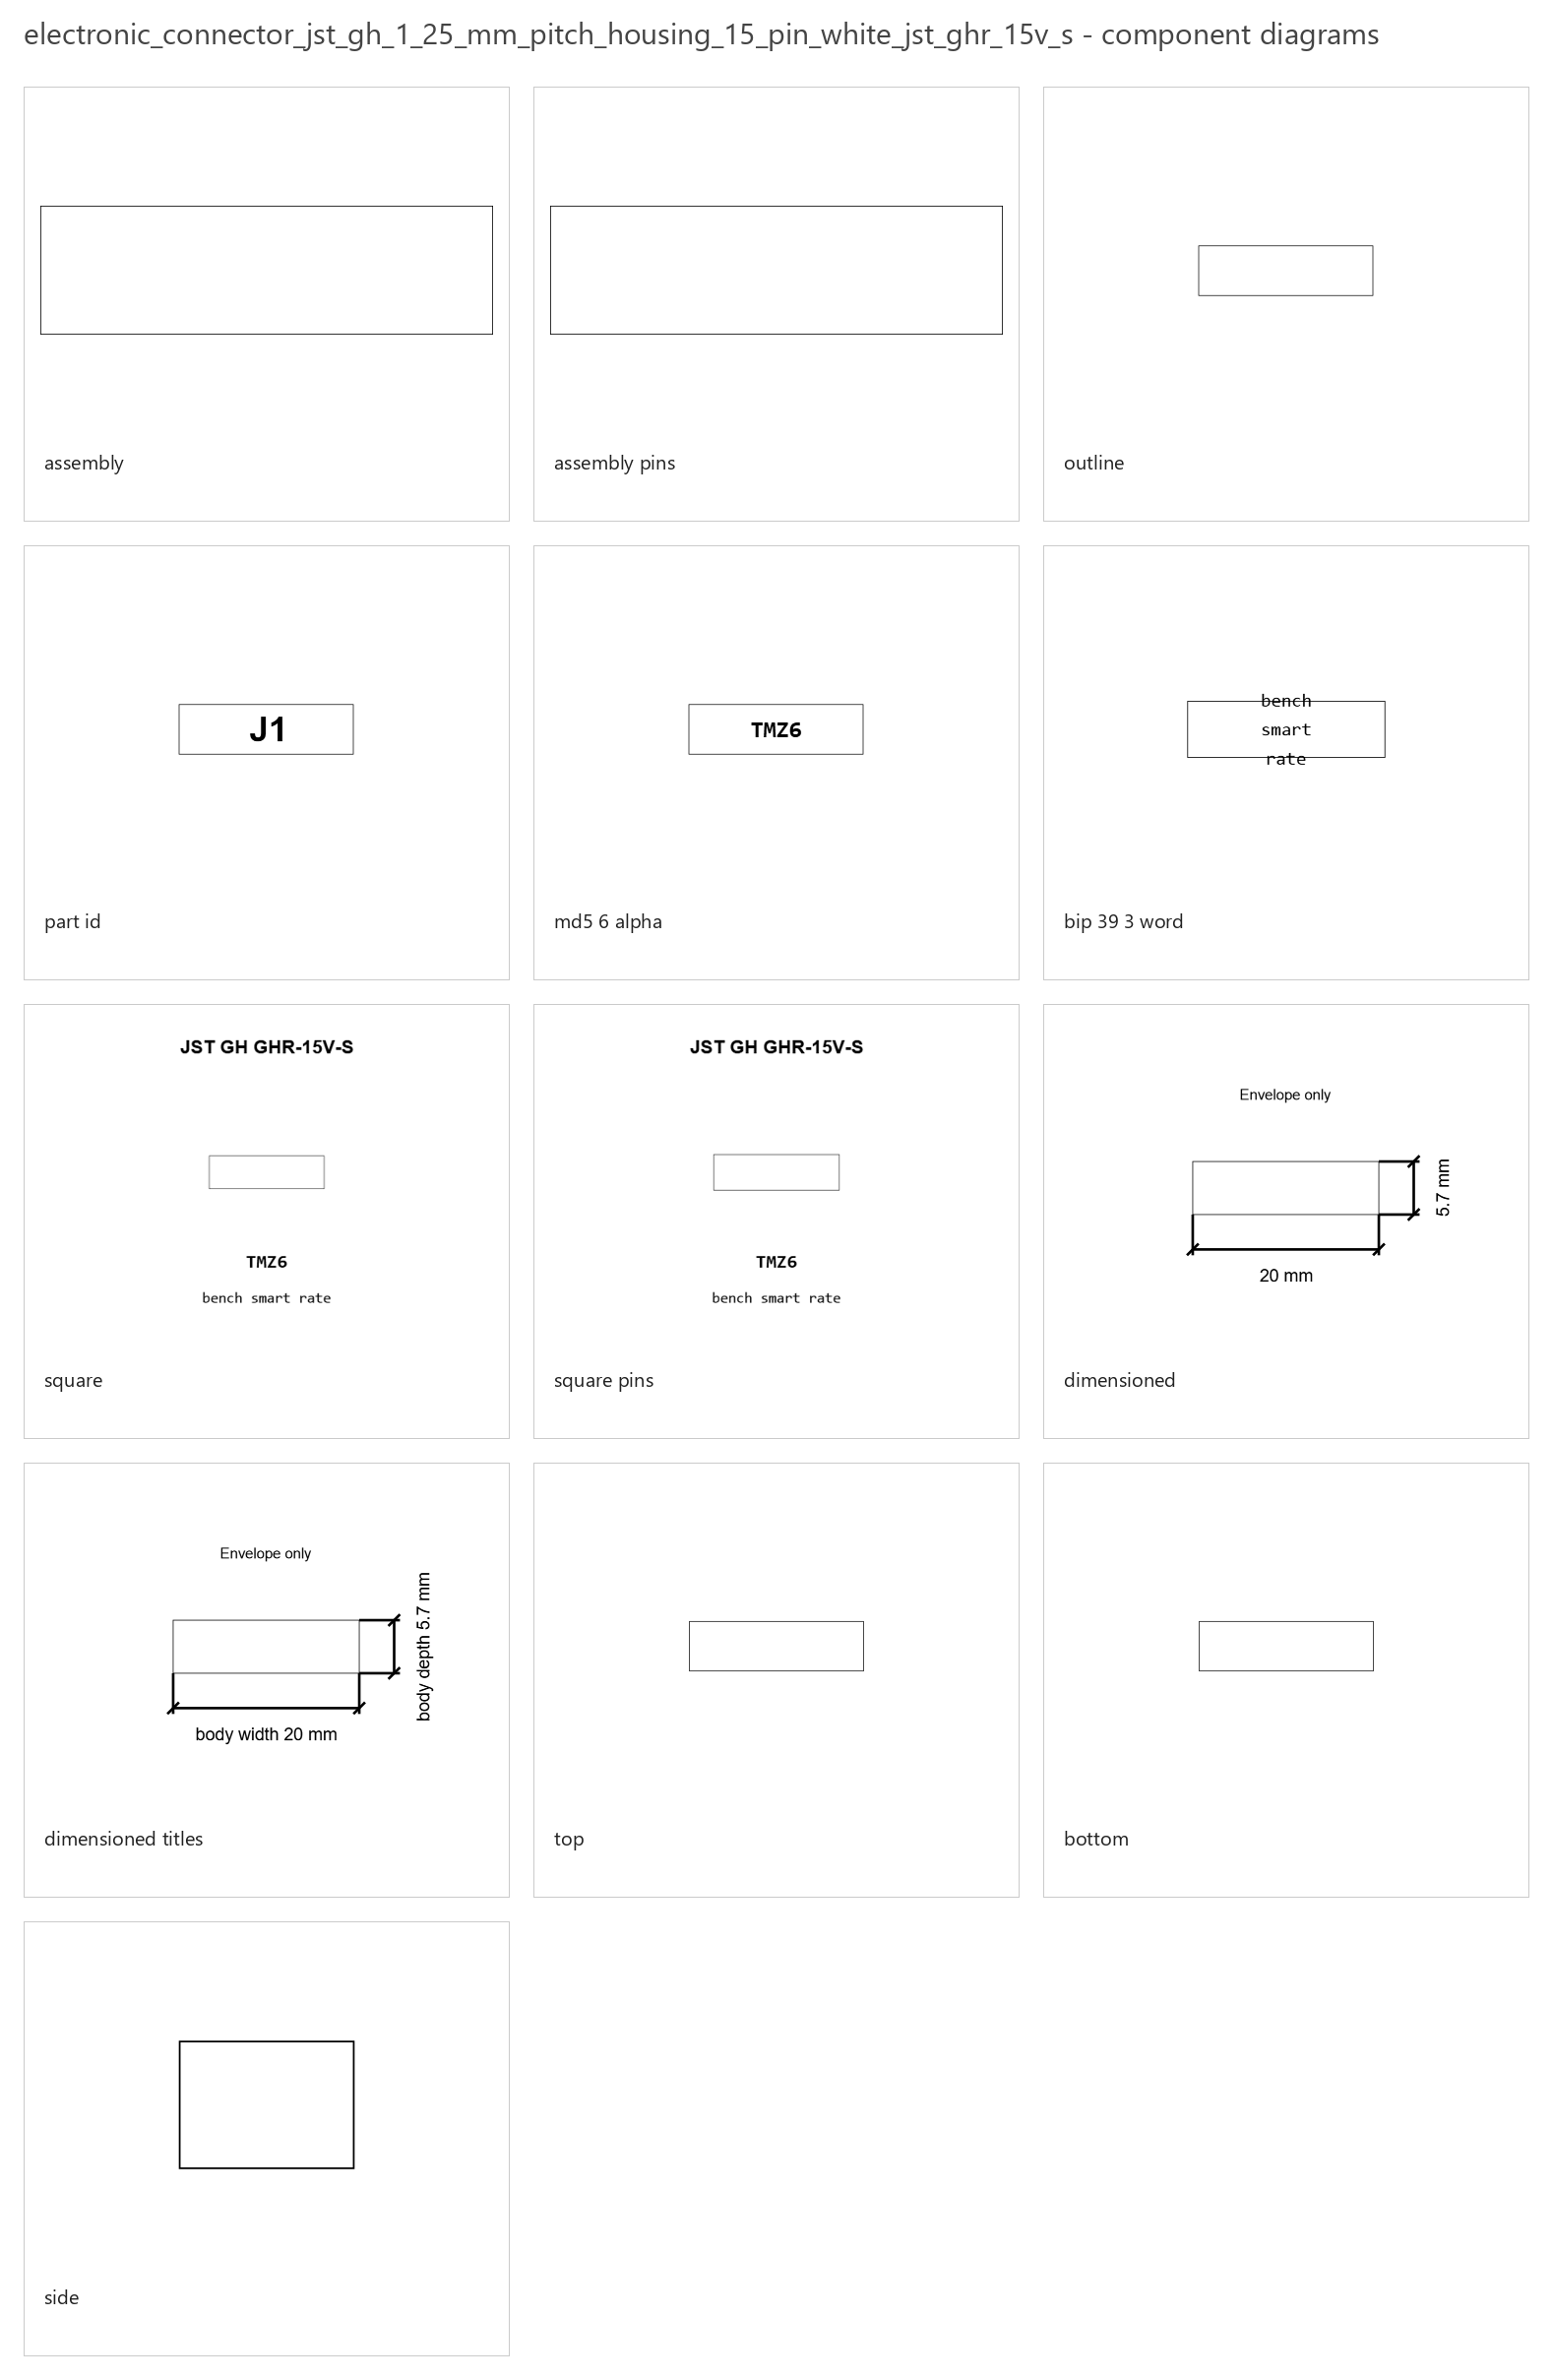 electronic_connector_jst_gh_1_25_mm_pitch_housing_15_pin_white_jst_ghr_15v_s - component diagrams
assembly
assembly pins
outline
J1
part id
TMZ6
md5 6 alpha
bench
smart
rate
bip 39 3 word
JST GH GHR-15V-S
TMZ6
bench smart rate
square
JST GH GHR-15V-S
TMZ6
bench smart rate
square pins
Envelope only
5.7 mm
20 mm
dimensioned
Envelope only
body depth 5.7 mm
body width 20 mm
dimensioned titles
top
bottom
side